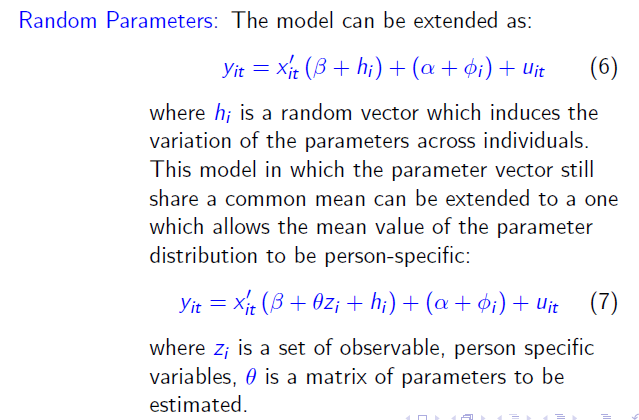 Random Parameters: The model can be extended as:
y_it = x′_it (β + h_i) + (α + ϕ_i) + u_it (6)
where h_i is a random vector which induces the
variation of the parameters across individuals.
This model in which the parameter vector still
share a common mean can be extended to a one
which allows the mean value of the parameter
distribution to be person-specific:
y_it = x′_it (β + θz_i + h_i) + (α + ϕ_i) + u_it (7)
where z_i is a set of observable, person specific
variables, θ is a matrix of parameters to be
estimated.